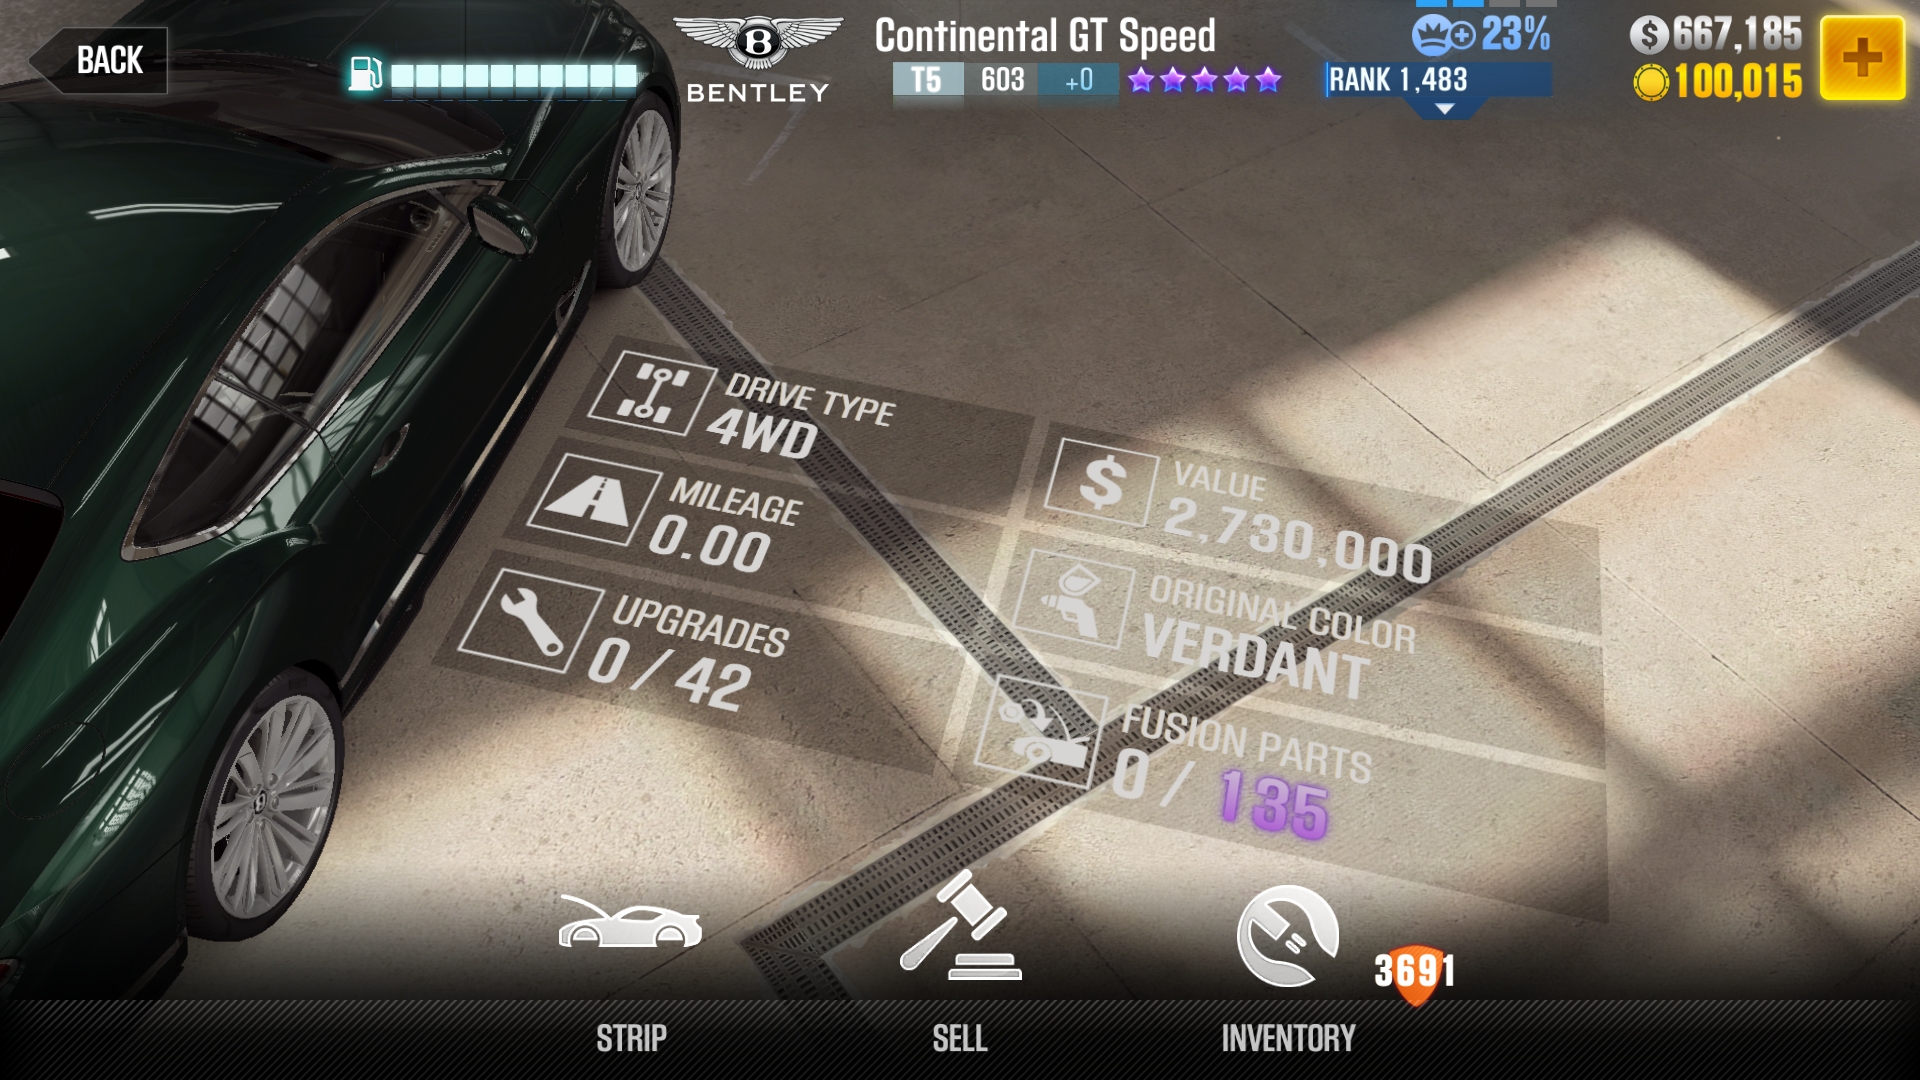 BACK
B
BENTLEY
Continental GT Speed
T5 603 +0
23%
RANK 1,483
$ 667,185
100,015
DRIVE TYPE
4WD
MILEAGE
0.00
UPGRADES
0/42
$ VALUE
2,730,000
ORIGINAL COLOR
VERDANT
FUSION PARTS
0/ 135
3691
STRIP
SELL
INVENTORY